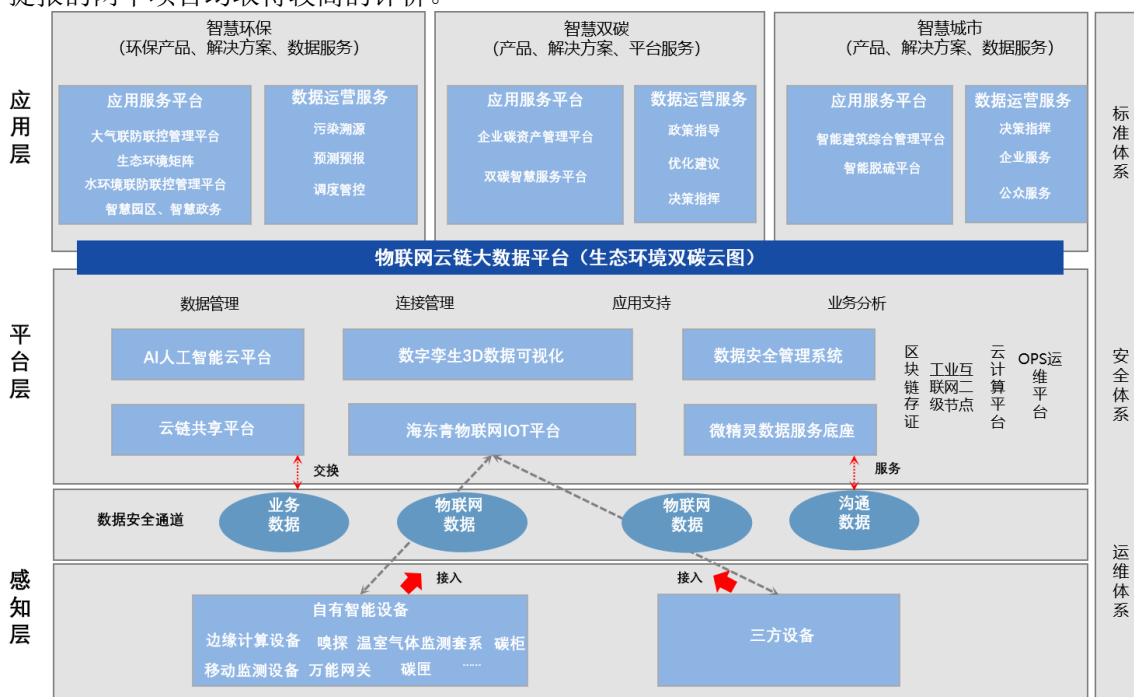 提报的两个项目均取得较高的评价。
智慧环保
(环保产品、解决方案、数据服务)
应用服务平台
大气联防联控管理平台
生态环境矩阵
水环境联防联控管理平台
智慧园区、智慧政务
数据运营服务
污染溯源
预测预报
调度管控
智慧双碳
(产品、解决方案、平台服务)
应用服务平台
企业碳资产管理平台
双碳智慧服务平台
数据运营服务
政策指导
优化建议
决策指挥
智慧城市
(产品、解决方案、数据服务)
应用服务平台
智能建筑综合管理平台
智能脱硫平台
数据运营服务
决策指挥
企业服务
公众服务
应用层
标准体系
物联网云链大数据平台（生态环境双碳云图）
平台层
数据管理
连接管理
应用支持
业务分析
AI人工智能云平台
数字孪生3D数据可视化
数据安全管理系统
云链共享平台
海东青物联网IOT平台
微精灵数据服务底座
区块链存证
工业互
联网二
级节点
云计算平台
OPS运
维平台
安全体系
交换
服务
数据安全通道
业务
数据
物联网
数据
物联网
数据
沟通
数据
感知层
接入
接入
自有智能设备
边缘计算设备 嗅探 温室气体监测套系 碳柜
移动监测设备 万能网关 碳匣 ......
三方设备
运维体系